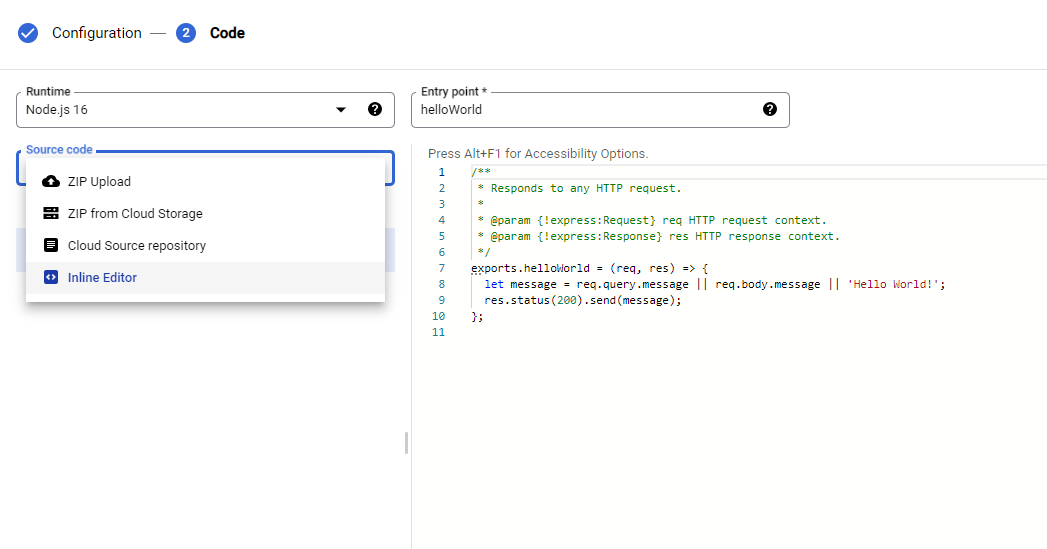 Configuration — 2 Code
Runtime
Node.js 16
Entry point *
helloWorld
Source code
ZIP Upload
ZIP from Cloud Storage
Cloud Source repository
Inline Editor
Press Alt+F1 for Accessibility Options.
1 /**
2 * Responds to any HTTP request.
3 *
4 * @param {!express:Request} req HTTP request context.
5 * @param {!express:Response} res HTTP response context.
6 */
7 exports.helloWorld = (req, res) => {
8 let message = req.query.message || req.body.message || 'Hello World!';
9 res.status(200).send(message);
10 };
11